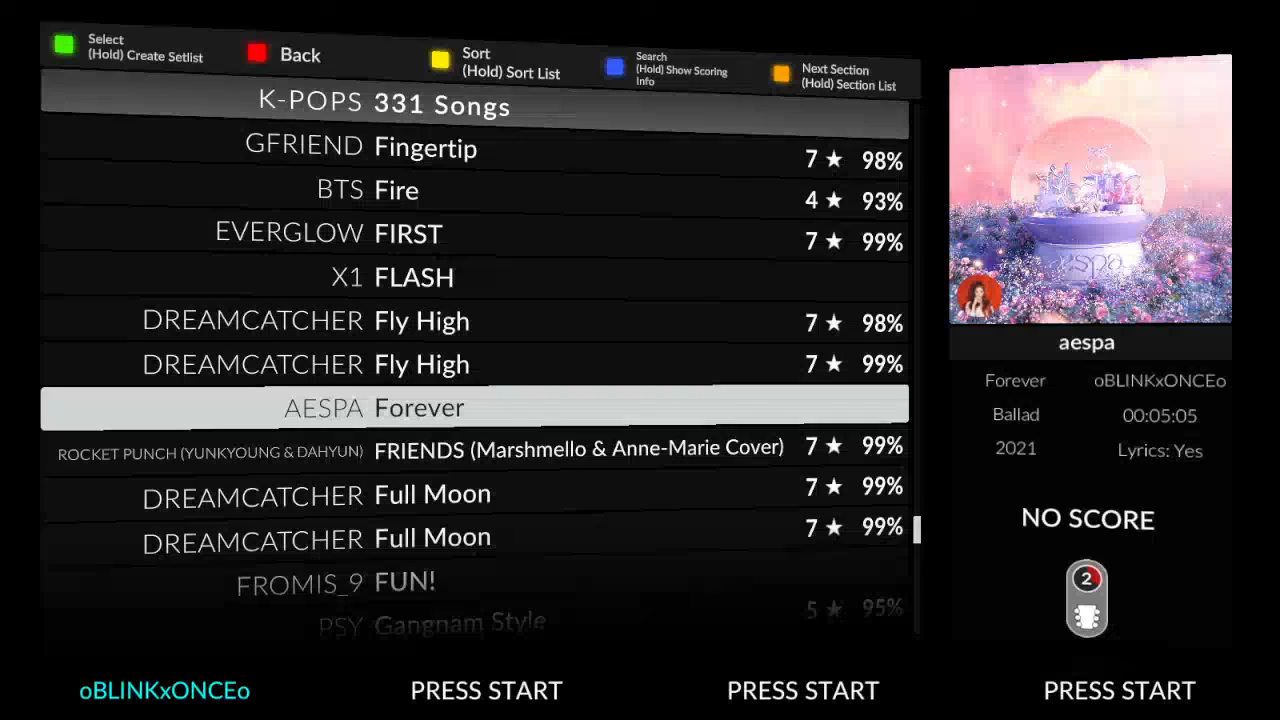 Select
(Hold) Create Setlist
Back
Sort
(Hold) Sort List
Search
(Hold) Show Scoring
Info
Next Section
(Hold) Section List
K-POPS 331 Songs
GFRIEND Fingertip 7 ★ 98%
BTS Fire 4 ★ 93%
EVERGLOW FIRST 7 ★ 99%
X1 FLASH
DREAMCATCHER Fly High 7 ★ 98%
DREAMCATCHER Fly High 7 ★ 99%
AESPA Forever
ROCKET PUNCH (YUNKYOUNG & DAHYUN) FRIENDS (Marshmello & Anne-Marie Cover) 7 ★ 99%
DREAMCATCHER Full Moon 7 ★ 99%
DREAMCATCHER Full Moon 7 ★ 99%
FROMIS_9 FUN!
PSY Gangnam Style 5 ★ 95%
aespa
aespa
Forever oBLINKxONCEo
Ballad 00:05:05
2021 Lyrics: Yes
NO SCORE
2
oBLINKxONCEo PRESS START PRESS START PRESS START